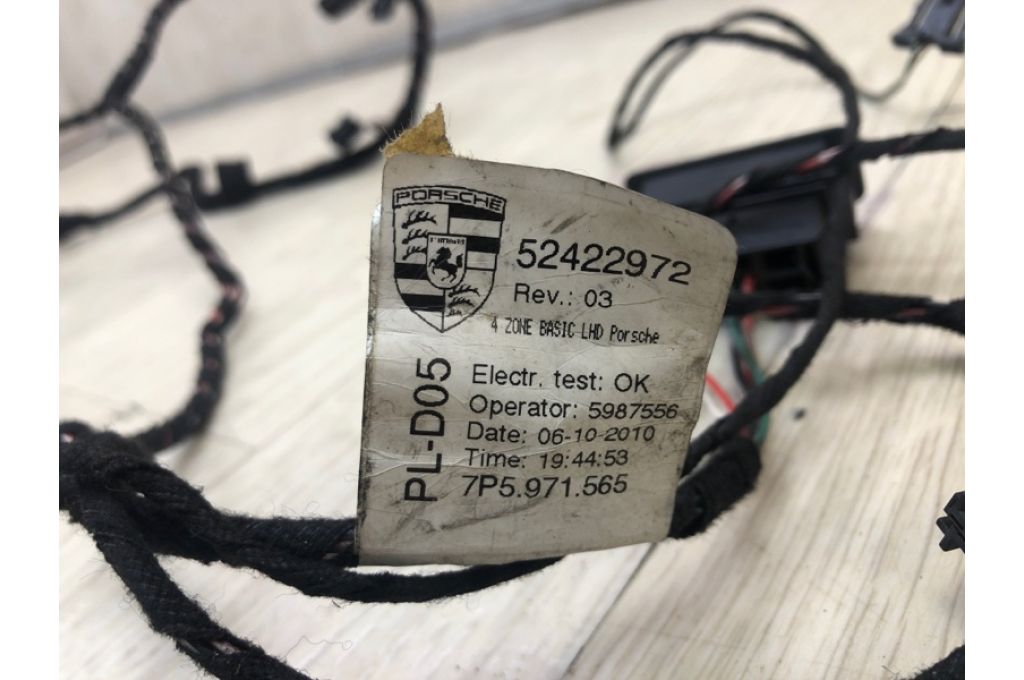 PORSCHE
52422972
Rev.: 03
4 ZONE BASIC LHD Porsche
PL-D05
Electr. test: OK
Operator: 5987556
Date: 06-10-2010
Time: 19:44:53
7P5.971.565